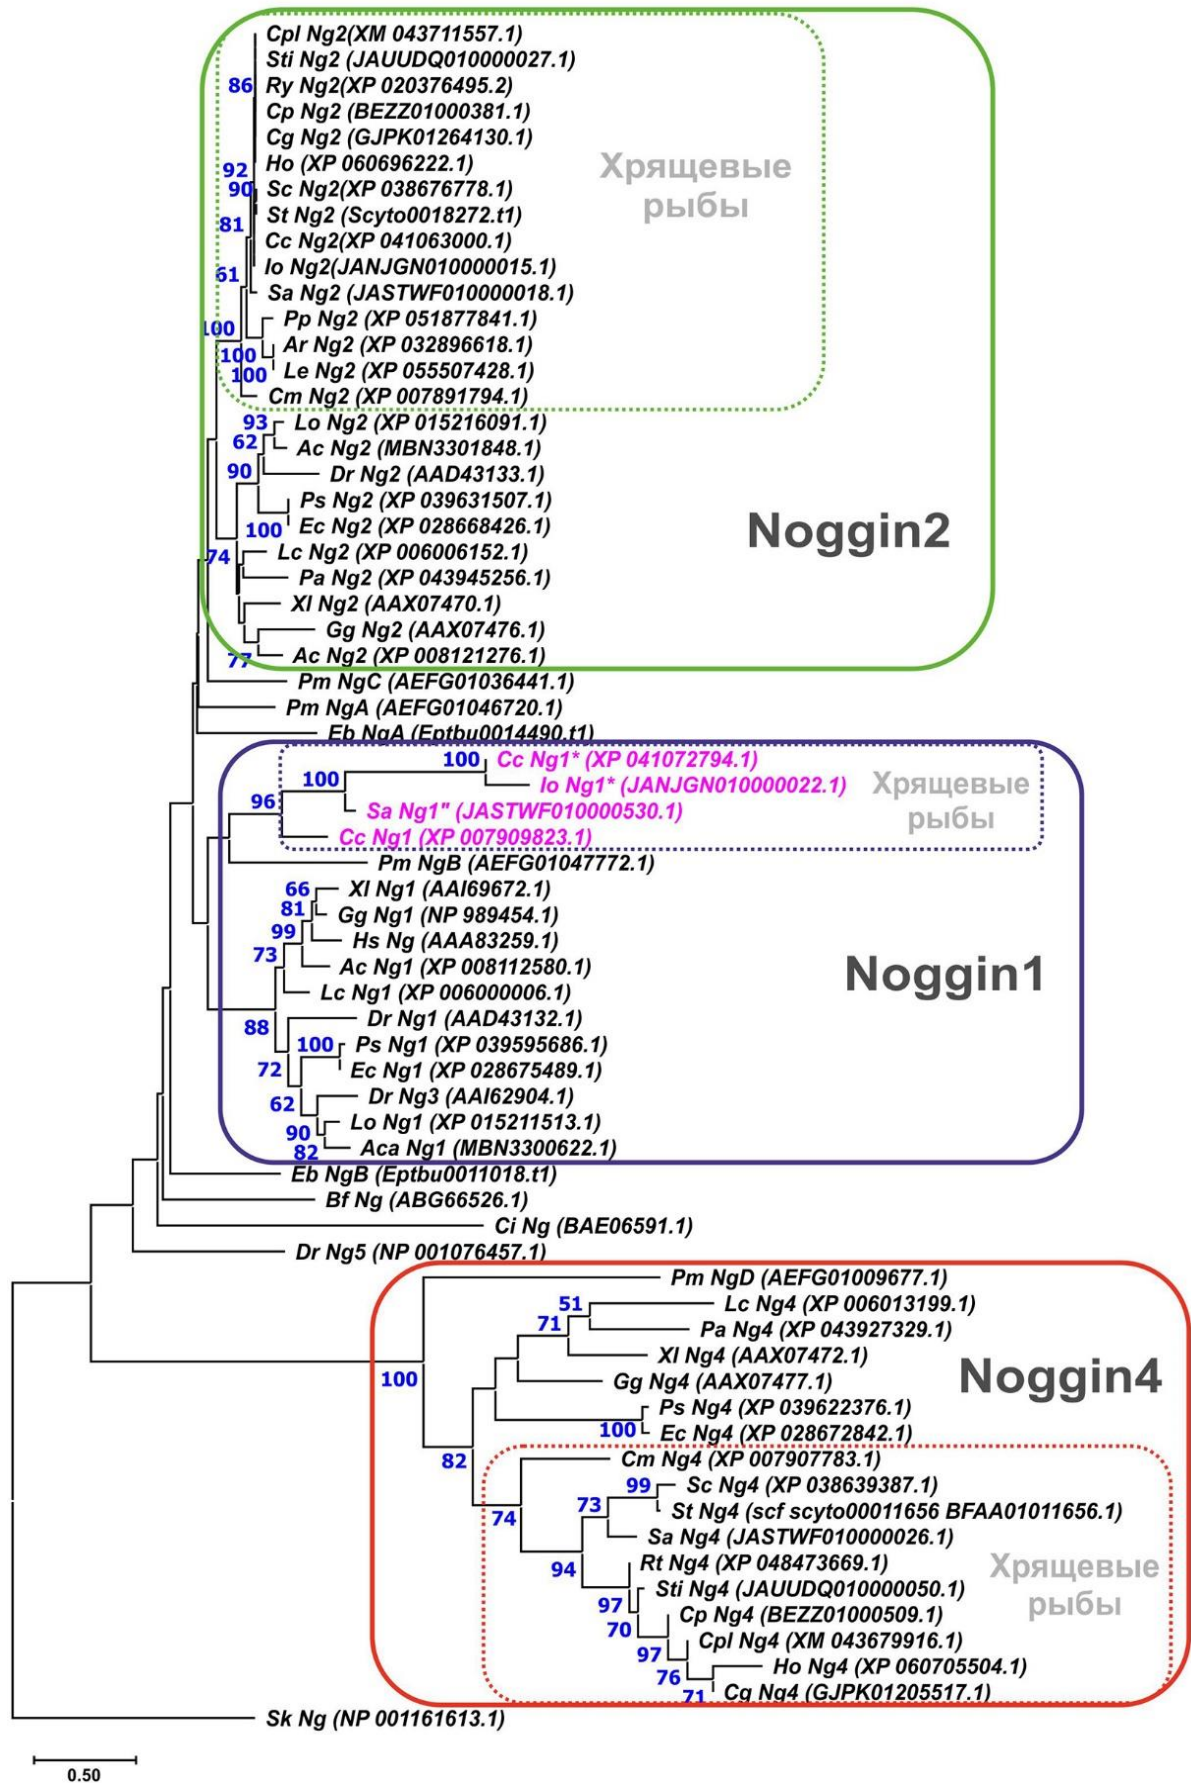 Cpl Ng2(XM 043711557.1)
Sti Ng2 (JAUUDQ010000027.1)
86
Ry Ng2(XP 020376495.2)
Cp Ng2 (BEZZ01000381.1)
Cg Ng2 (GJPK01264130.1)
Хрящевые
рыбы
92
Ho (XP 060696222.1)
90
Sc Ng2(XP 038676778.1)
81
St Ng2 (Scyto0018272.t1)
Cc Ng2(XP 041063000.1)
61
Io Ng2(JANJGN010000015.1)
Sa Ng2 (JASTWF010000018.1)
100
Pp Ng2 (XP 051877841.1)
100
Ar Ng2 (XP 032896618.1)
100
Le Ng2 (XP 055507428.1)
Cm Ng2 (XP 007891794.1)
93
Lo Ng2 (XP 015216091.1)
62
Ac Ng2 (MBN3301848.1)
90
Dr Ng2 (AAD43133.1)
Ps Ng2 (XP 039631507.1)
100
Ec Ng2 (XP 028668426.1)
Noggin2
74
Lc Ng2 (XP 006006152.1)
Pa Ng2 (XP 043945256.1)
Xl Ng2 (AAX07470.1)
Gg Ng2 (AAX07476.1)
77
Ac Ng2 (XP 008121276.1)
Pm NgC (AEFG01036441.1)
Pm NgA (AEFG01046720.1)
Eb NgA (Eptbu0014490.t1)
100
Cc Ng1* (XP 041072794.1)
100
Io Ng1* (JANJGN010000022.1)
Хрящевые
рыбы
96
Sa Ng1" (JASTWF010000530.1)
Cc Ng1 (XP 007909823.1)
Pm NgB (AEFG01047772.1)
66
Xl Ng1 (AAI69672.1)
81
Gg Ng1 (NP 989454.1)
99
Hs Ng (AAA83259.1)
73
Ac Ng1 (XP 008112580.1)
Noggin1
Lc Ng1 (XP 006000006.1)
88
Dr Ng1 (AAD43132.1)
100
Ps Ng1 (XP 039595686.1)
72
Ec Ng1 (XP 028675489.1)
62
Dr Ng3 (AAI62904.1)
90
Lo Ng1 (XP 015211513.1)
82
Aca Ng1 (MBN3300622.1)
Eb NgB (Eptbu0011018.t1)
Bf Ng (ABG66526.1)
Ci Ng (BAE06591.1)
Dr Ng5 (NP 001076457.1)
Pm NgD (AEFG01009677.1)
51
Lc Ng4 (XP 006013199.1)
71
Pa Ng4 (XP 043927329.1)
Xl Ng4 (AAX07472.1)
100
Gg Ng4 (AAX07477.1)
Noggin4
Ps Ng4 (XP 039622376.1)
100
Ec Ng4 (XP 028672842.1)
82
Cm Ng4 (XP 007907783.1)
99
Sc Ng4 (XP 038639387.1)
73
St Ng4 (scf scyto00011656 BFAA01011656.1)
74
Sa Ng4 (JASTWF010000026.1)
94
Rt Ng4 (XP 048473669.1)
Хрящевые
рыбы
Sti Ng4 (JAUUDQ010000050.1)
97
Cp Ng4 (BEZZ01000509.1)
70
Cpl Ng4 (XM 043679916.1)
97
Ho Ng4 (XP 060705504.1)
76
71
Cg Ng4 (GJPK01205517.1)
Sk Ng (NP 001161613.1)
0.50